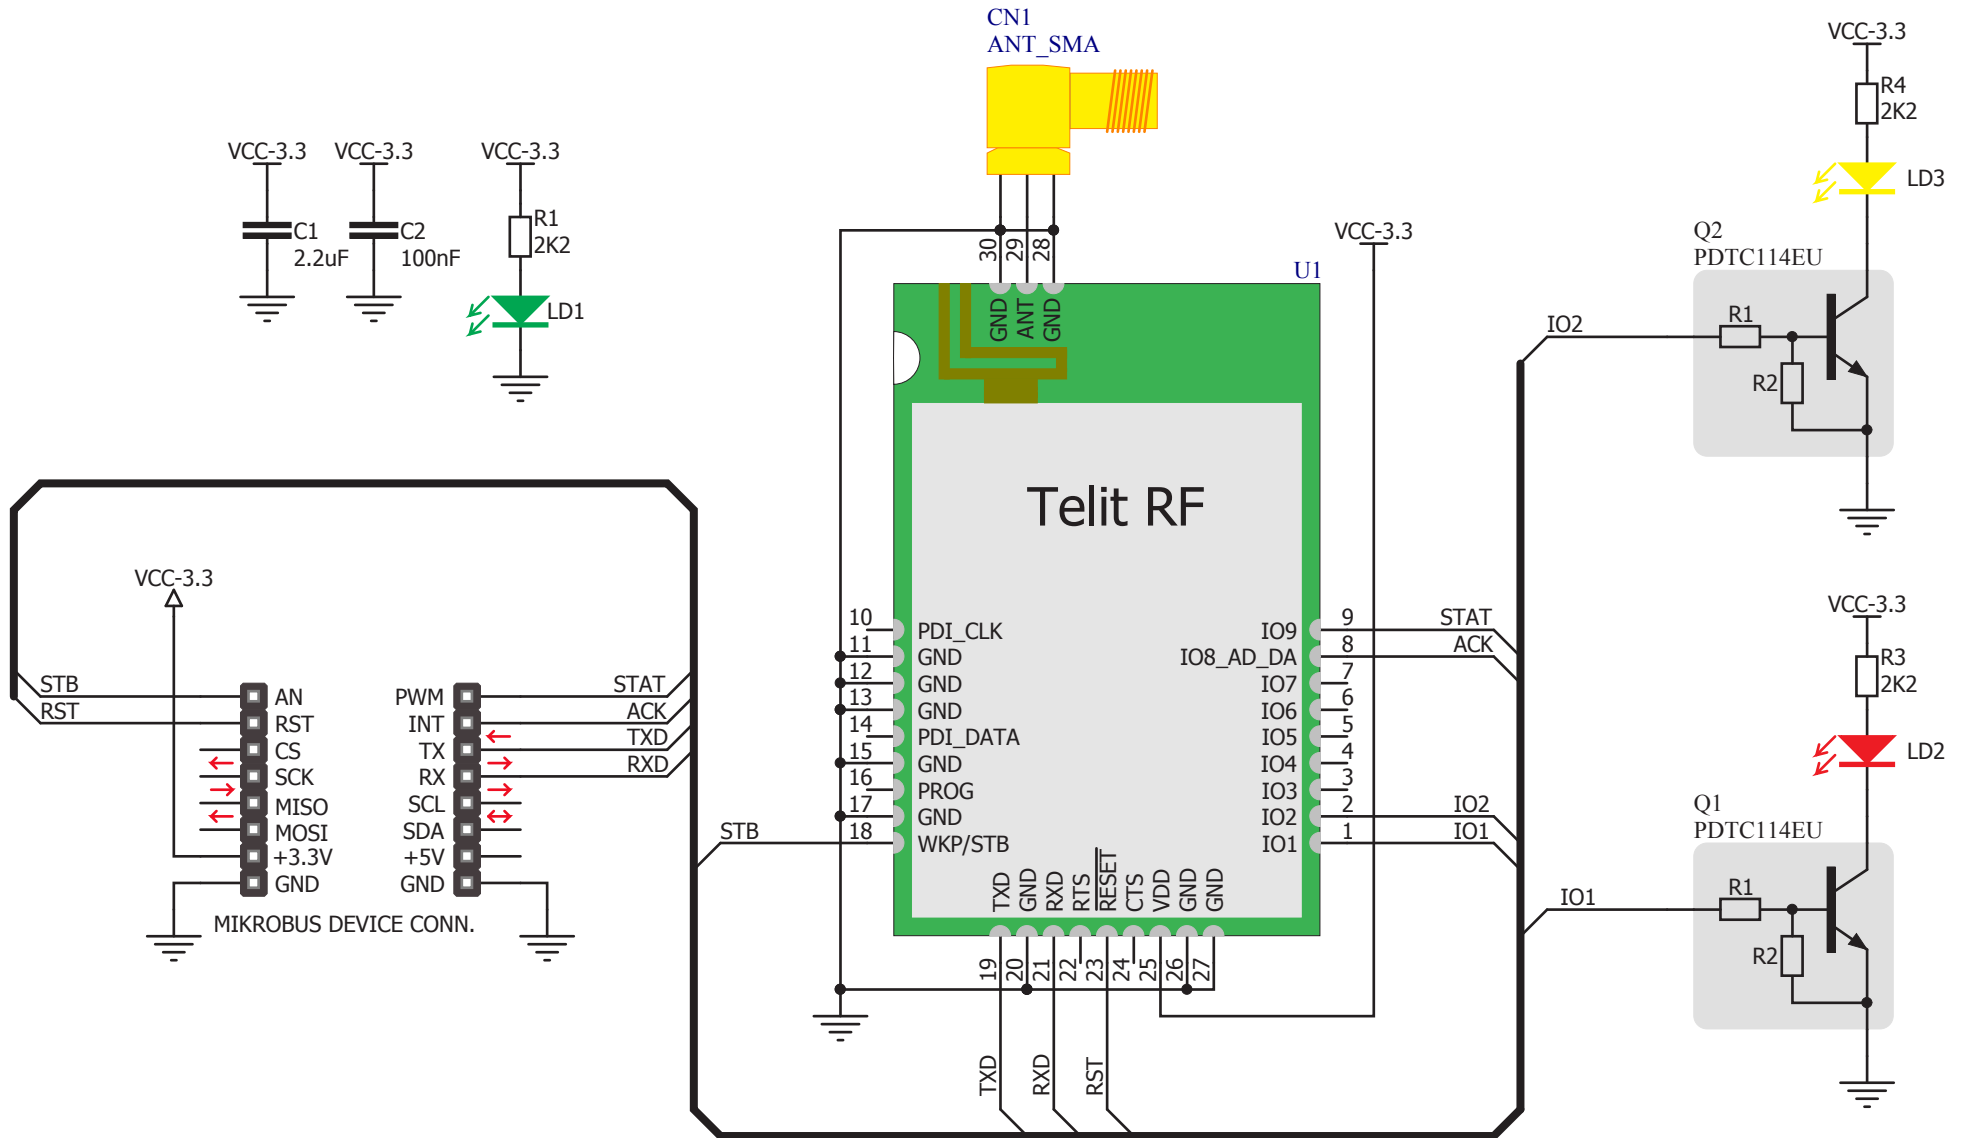 CN1
ANT_SMA
VCC-3.3
R4
2K2
LD3
VCC-3.3
VCC-3.3
VCC-3.3
C1
2.2uF
C2
100nF
R1
2K2
LD1
30
29
28
VCC-3.3
U1
GND
ANT
GND
Q2
PDTC114EU
IO2
R1
R2
Telit RF
VCC-3.3
STB
RST
AN
RST
CS
SCK
MISO
MOSI
+3.3V
GND
PWM
INT
TX
RX
SCL
SDA
+5V
GND
STAT
ACK
TXD
RXD
MIKROBUS DEVICE CONN.
STB
10
11
12
13
14
15
16
17
18
PDI_CLK
GND
GND
GND
PDI_DATA
GND
PROG
GND
WKP/STB
IO9
IO8_AD_DA
IO7
IO6
IO5
IO4
IO3
IO2
IO1
9
8
7
6
5
4
3
2
1
STAT
ACK
IO2
IO1
TXD
GND
RXD
RTS
RESET
CTS
VDD
GND
GND
19
20
21
22
23
24
25
26
27
TXD
RXD
RST
VCC-3.3
R3
2K2
LD2
Q1
PDTC114EU
IO1
R1
R2